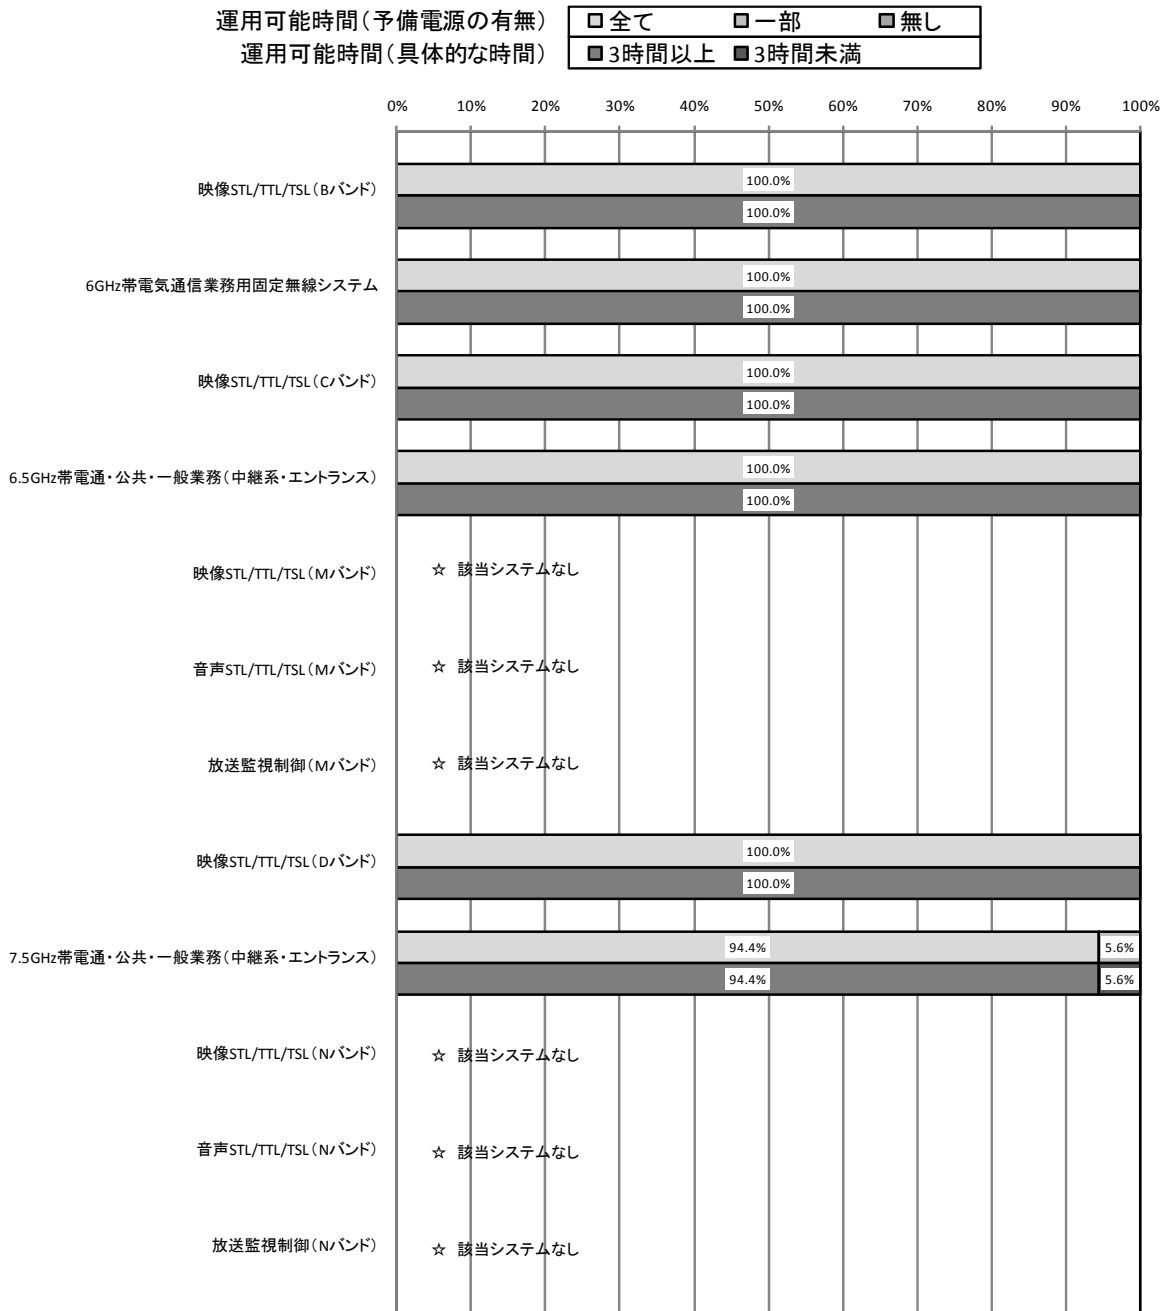 運用可能時間(予備電源の有無) 全て 一部 無し
運用可能時間(具体的な時間) 3時間以上 3時間未満
0% 10% 20% 30% 40% 50% 60% 70% 80% 90% 100%
映像STL/TTL/TSL(Bバンド)
100.0%
100.0%
6GHz帯電気通信業務用固定無線システム
100.0%
100.0%
映像STL/TTL/TSL(Cバンド)
100.0%
100.0%
6.5GHz帯電通・公共・一般業務(中継系・エントランス)
100.0%
100.0%
映像STL/TTL/TSL(Mバンド) ☆ 該当システムなし
音声STL/TTL/TSL(Mバンド) ☆ 該当システムなし
放送監視制御(Mバンド) ☆ 該当システムなし
映像STL/TTL/TSL(Dバンド)
100.0%
100.0%
7.5GHz帯電通・公共・一般業務(中継系・エントランス)
94.4% 5.6%
94.4% 5.6%
映像STL/TTL/TSL(Nバンド) ☆ 該当システムなし
音声STL/TTL/TSL(Nバンド) ☆ 該当システムなし
放送監視制御(Nバンド) ☆ 該当システムなし